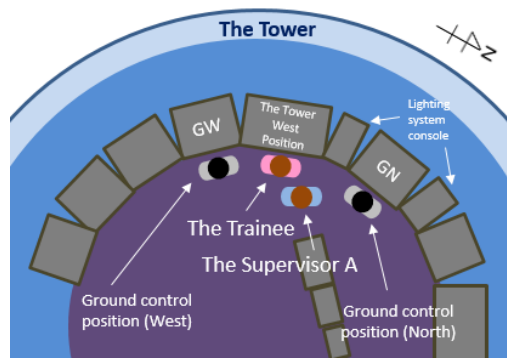 The Tower
N
Lighting
system
console
GW
The Tower
West
Position
GN
The Trainee
The Supervisor A
Ground control
position (West)
Ground control
position (North)